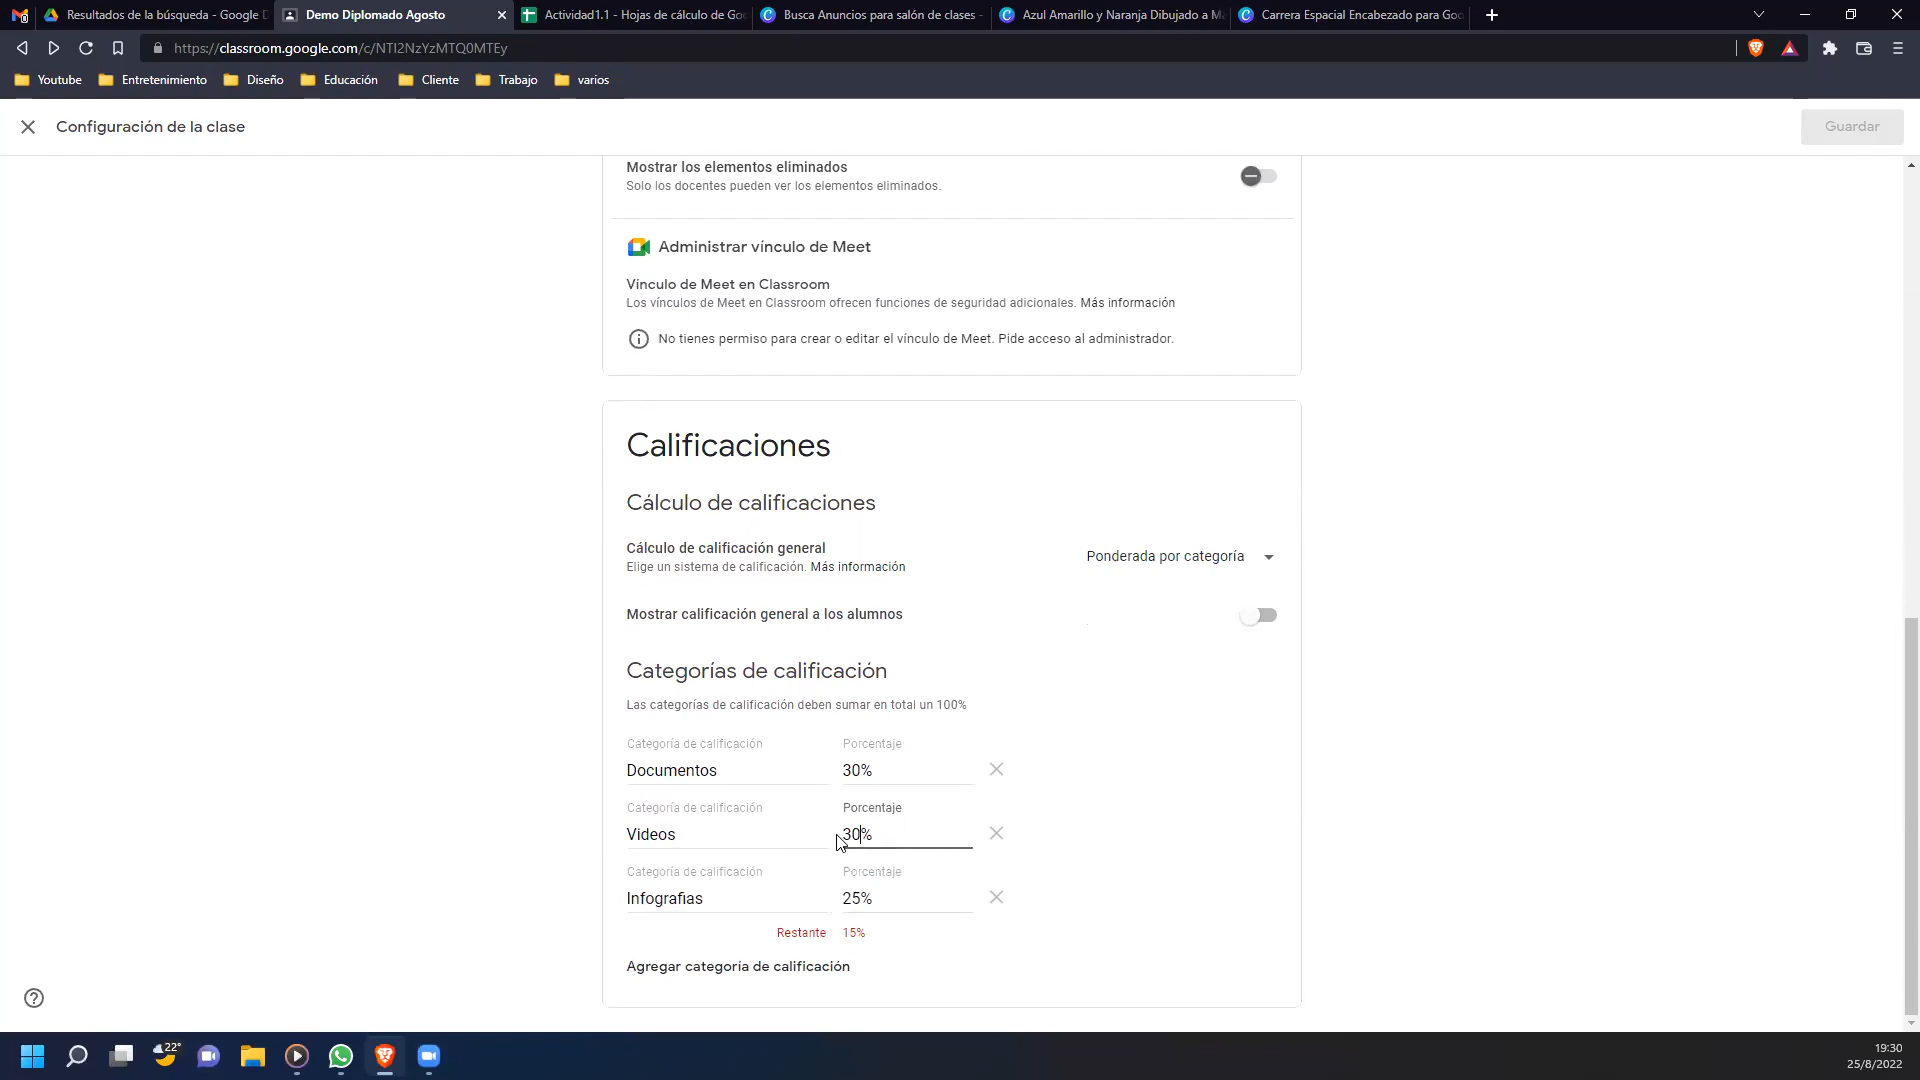 Resultados de la búsqueda - Google D
Demo Diplomado Agosto
Actividad1.1 - Hojas de cálculo de Goo
Busca Anuncios para salón de clases -
Azul Amarillo y Naranja Dibujado a Ma
Carrera Espacial Encabezado para Goo
https://classroom.google.com/c/NTI2NzYzMTQ0MTEy
Youtube
Entretenimiento
Diseño
Educación
Cliente
Trabajo
varios
Configuración de la clase
Guardar
Mostrar los elementos eliminados
Solo los docentes pueden ver los elementos eliminados.
Administrar vínculo de Meet
Vínculo de Meet en Classroom
Los vínculos de Meet en Classroom ofrecen funciones de seguridad adicionales. Más información
No tienes permiso para crear o editar el vínculo de Meet. Pide acceso al administrador.
Calificaciones
Cálculo de calificaciones
Cálculo de calificación general
Elige un sistema de calificación. Más información
Ponderada por categoría
Mostrar calificación general a los alumnos
Categorías de calificación
Las categorías de calificación deben sumar en total un 100%
Categoría de calificación Porcentaje
Documentos 30%
Categoría de calificación Porcentaje
Videos 30%
Categoría de calificación Porcentaje
Infografias 25%
Restante 15%
Agregar categoría de calificación
22°
19:30
25/8/2022